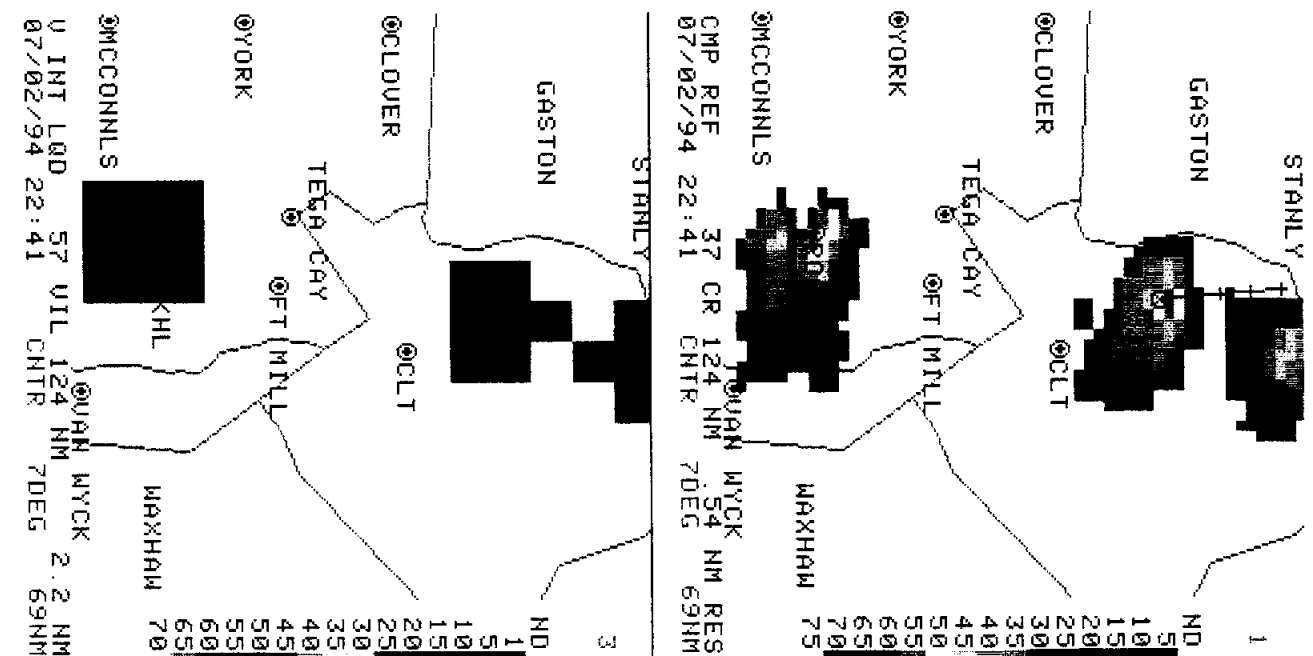 STANLY
1
GASTON
ND
5
10
15
20
CLT
25
CLOVER
30
35
40
TEGA CAY
45
50
FT MILL
55
YORK
60
65
70
WAXHAW
75
MCCONNLS
VAN WYCK
CMP REF 37 CR 124 NM .54 NM RES
07/02/94 22:41 CNTR 7DEG 69NM
STANLY
3
GASTON
ND
1
5
10
15
CLT
20
CLOVER
25
30
35
TEGA CAY
40
45
FT MILL
50
YORK
55
60
65
WAXHAW
70
MCCONNLS
VAN WYCK
V INT LQD 57 VIL 124 NM 2.2 NM
07/02/94 22:41 CNTR 7DEG 69NM